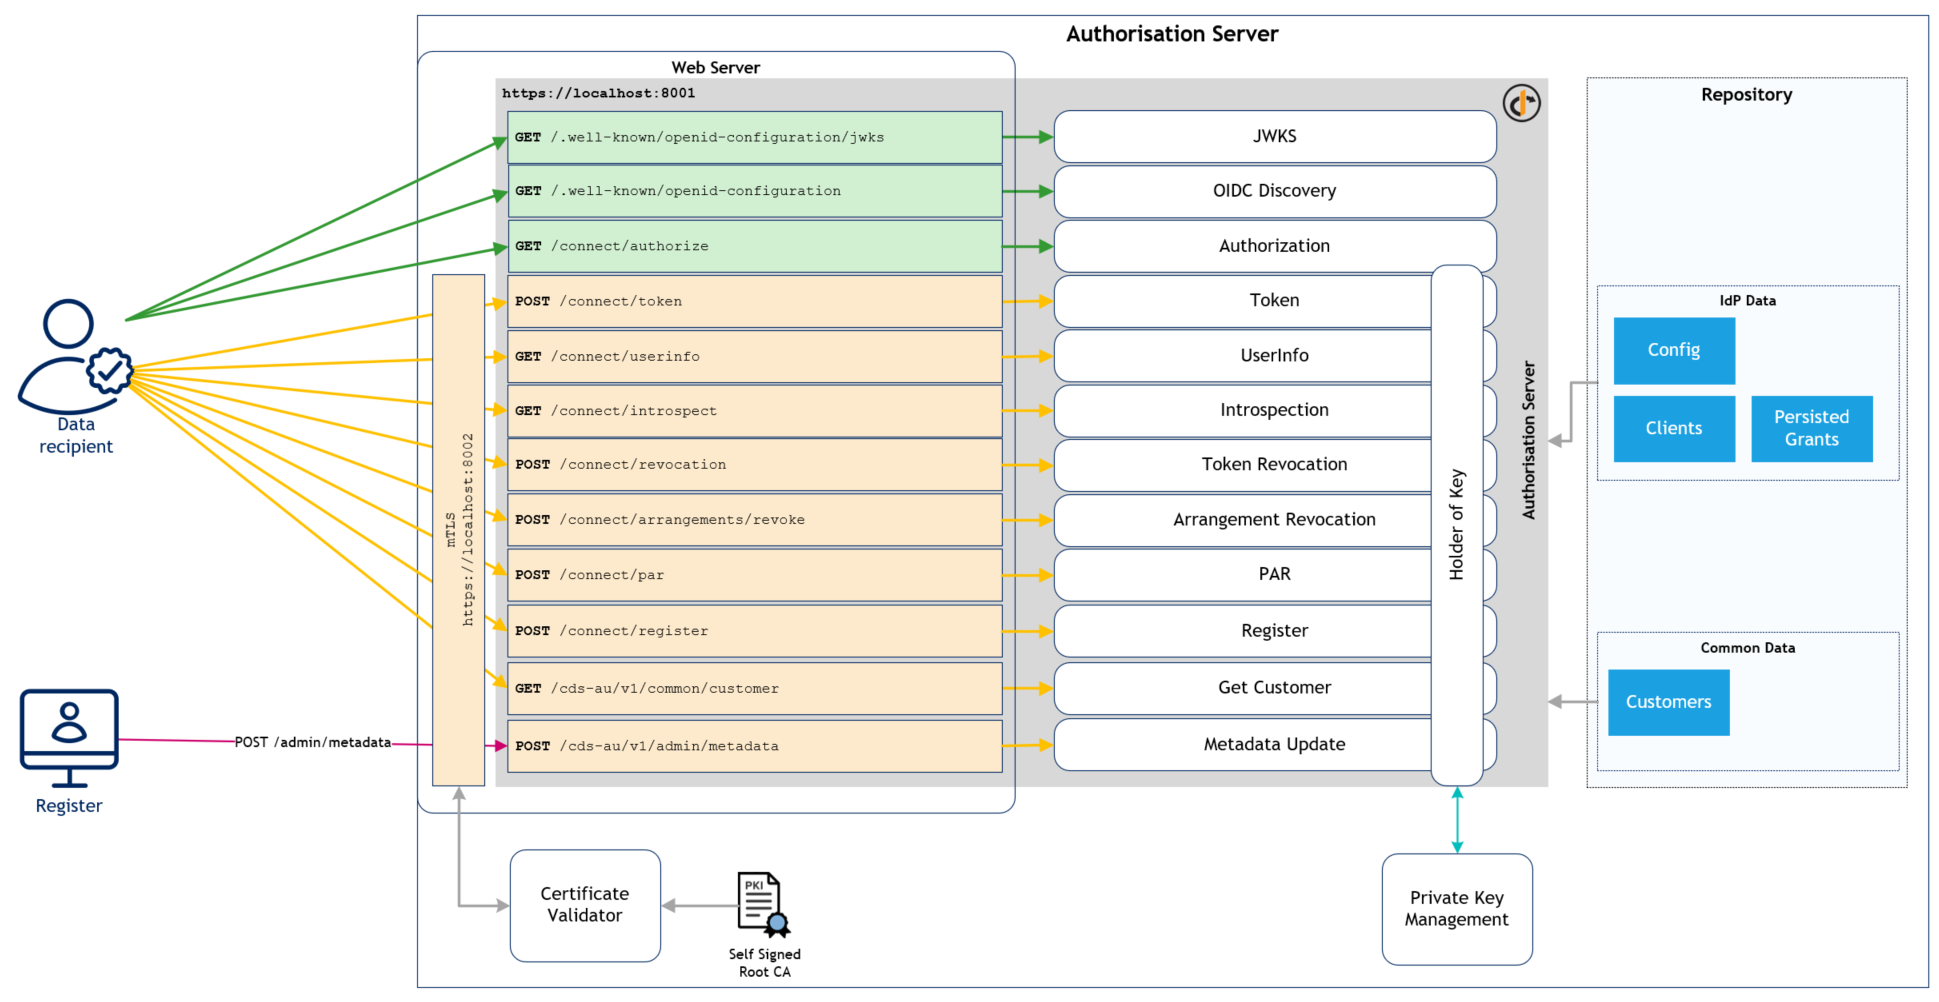 Authorisation Server
Web Server
https://localhost:8001
GET /.well-known/openid-configuration/jwks
JWKS
GET /.well-known/openid-configuration
OIDC Discovery
GET /connect/authorize
Authorization
POST /connect/token
Token
GET /connect/userinfo
UserInfo
GET /connect/introspect
Introspection
POST /connect/revocation
Token Revocation
POST /connect/arrangements/revoke
Arrangement Revocation
POST /connect/par
PAR
POST /connect/register
Register
GET /cds-au/v1/common/customer
Get Customer
POST /cds-au/v1/admin/metadata
Metadata Update
mTLS
https://localhost:8002
Data
recipient
Register
POST /admin/metadata
Holder of Key
Authorisation Server
Repository
IdP Data
Config
Clients
Persisted
Grants
Common Data
Customers
Certificate
Validator
PKI
Self Signed
Root CA
Private Key
Management